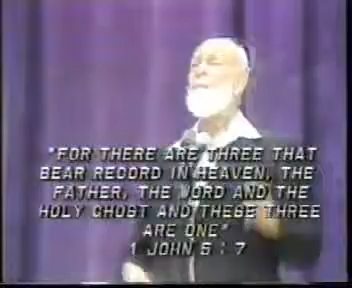 "FOR THERE ARE THREE THAT
BEAR RECORD IN HEAVEN, THE
FATHER, THE WORD AND THE
HOLY GHOST AND THESE THREE
ARE ONE"
1 JOHN 5 : 7